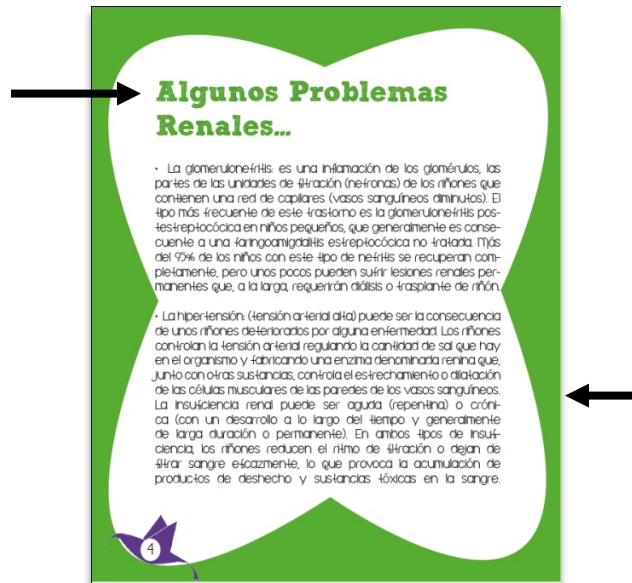 Algunos Problemas
Renales...
• La glomerulonefritis: es una inflamación de los glomérulos, las
partes de las unidades de filtración (nefronas) de los riñones que
contienen una red de capilares (vasos sanguíneos diminutos). El
tipo más frecuente de este trastorno es la glomerulonefritis pos-
testreptocócica en niños pequeños, que generalmente es conse-
cuente a una faringoamigdalitis estreptocócica no tratada. Más
del 95% de los niños con este tipo de nefritis se recuperan com-
pletamente, pero unos pocos pueden sufrir lesiones renales per-
manentes que, a la larga, requerirán diálisis o trasplante de riñón.
• La hipertensión: (tensión arterial alta) puede ser la consecuencia
de unos riñones deteriorados por alguna enfermedad. Los riñones
controlan la tensión arterial regulando la cantidad de sal que hay
en el organismo y fabricando una enzima denominada renina que,
junto con otras sustancias, controla el estrechamiento o dilatación
de las células musculares de las paredes de los vasos sanguíneos.
La insuficiencia renal puede ser aguda (repentina) o cróni-
ca (con un desarrollo a lo largo del tiempo y generalmente
de larga duración o permanente). En ambos tipos de insufi-
ciencia, los riñones reducen el ritmo de filtración o dejan de
filtrar sangre eficazmente, lo que provoca la acumulación de
productos de deshecho y sustancias tóxicas en la sangre.
4